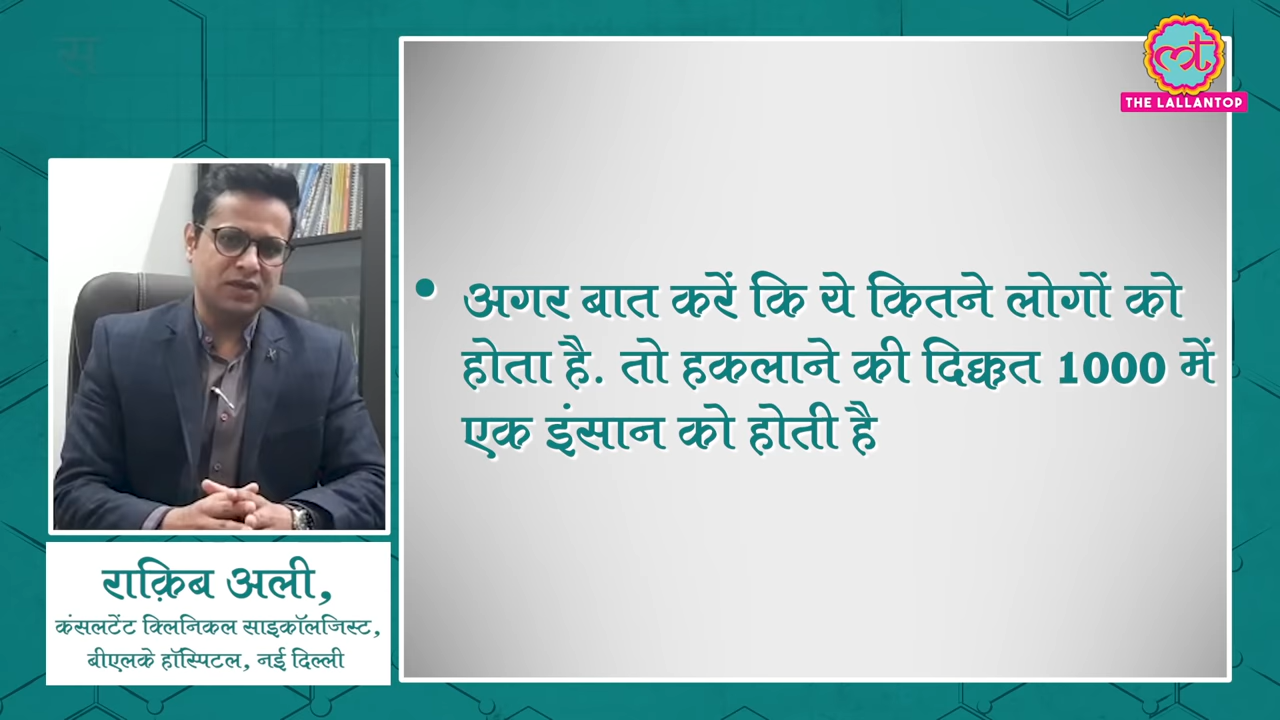 स
THE LALLANTOP
• अगर बात करें कि ये कितने लोगों को
होता है. तो हकलाने की दिक्कत 1000 में
एक इंसान को होती है
राक़िब अली,
कंसलटेंट क्लिनिकल साइकॉलजिस्ट,
बीएलके हॉस्पिटल, नई दिल्ली